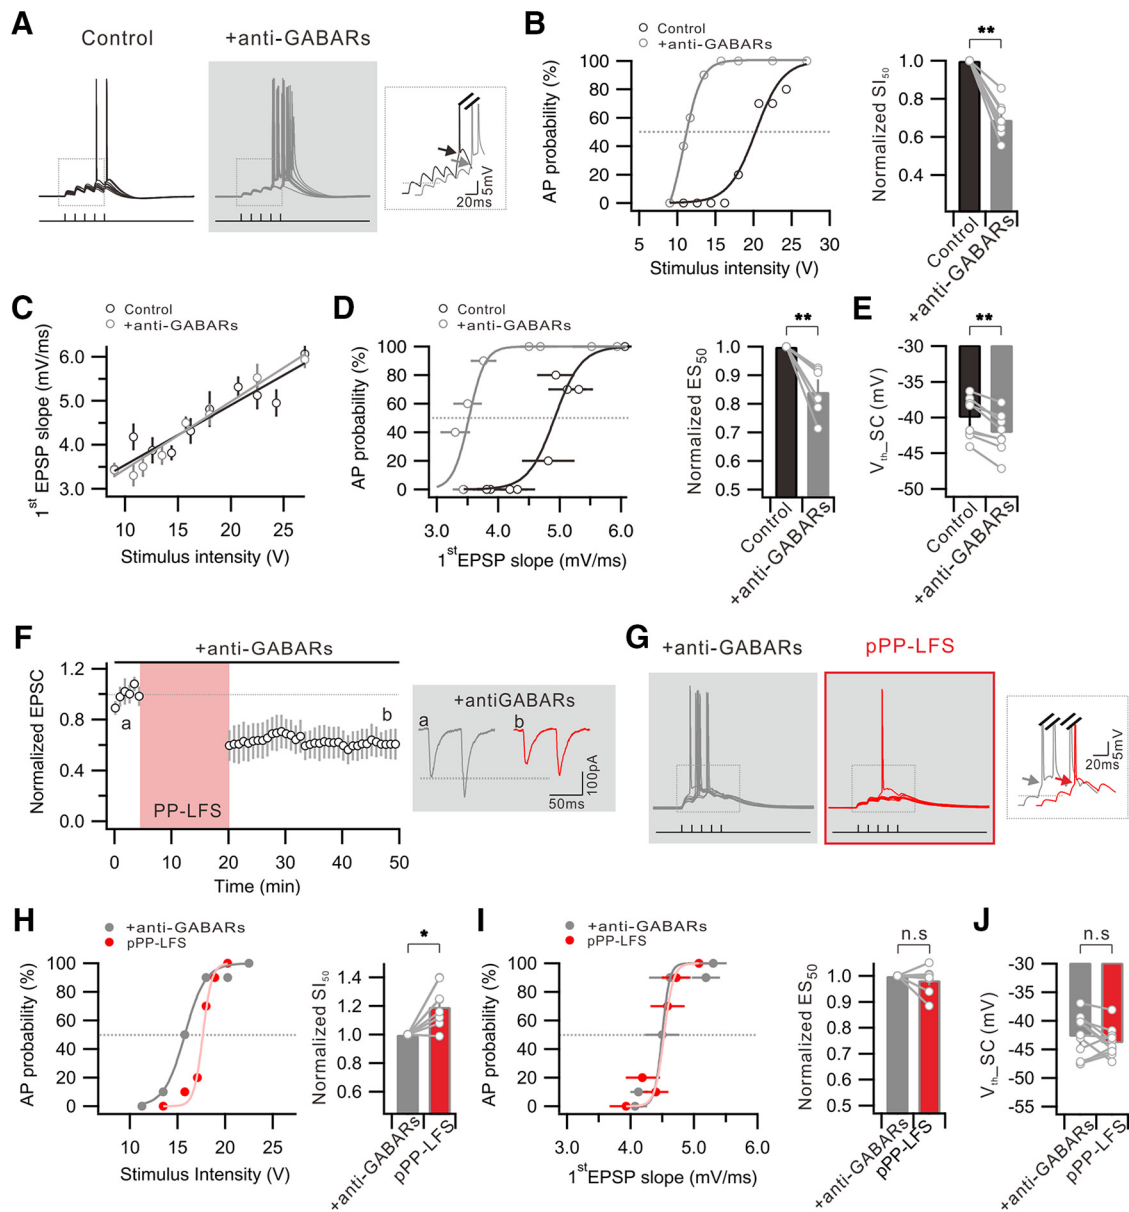 A
Control
+anti-GABARs
20ms
5mV
B
Control
+anti-GABARs
AP probability (%)
100
80
60
40
20
0
5
10
15
20
25
30
Stimulus intensity (V)
**
Normalized SI50
1.0
0.8
0.6
0.4
Control
+anti-GABARs
C
Control
+anti-GABARs
1st EPSP slope (mV/ms)
6.0
5.0
4.0
3.0
10
15
20
25
Stimulus intensity (V)
D
Control
+anti-GABARs
AP probability (%)
100
80
60
40
20
0
3.0
4.0
5.0
6.0
1stEPSP slope (mV/ms)
**
Normalized ES50
1.0
0.9
0.8
0.7
0.6
0.5
Control
+anti-GABARs
E
**
Vth_SC (mV)
-30
-35
-40
-45
-50
Control
+anti-GABARs
F
+anti-GABARs
Normalized EPSC
1.2
1.0
0.8
0.6
0.4
0.2
0.0
a
b
PP-LFS
0
10
20
30
40
50
Time (min)
+antiGABARs
a
b
50ms
100pA
G
+anti-GABARs
pPP-LFS
20ms
5mV
H
+anti-GABARs
pPP-LFS
AP probability (%)
100
80
60
40
20
0
10
15
20
25
Stimulus Intensity (V)
*
Normalized SI50
1.4
1.2
1.0
0.8
0.6
+anti-GABARs
pPP-LFS
I
+anti-GABARs
pPP-LFS
AP probability (%)
100
80
60
40
20
0
3.0
4.0
5.0
6.0
1stEPSP slope (mV/ms)
n.s
Normalized ES50
1.0
0.9
0.8
0.7
0.6
0.5
+anti-GABARs
pPP-LFS
J
n.s
Vth_SC (mV)
-30
-35
-40
-45
-50
-55
+anti-GABARs
pPP-LFS